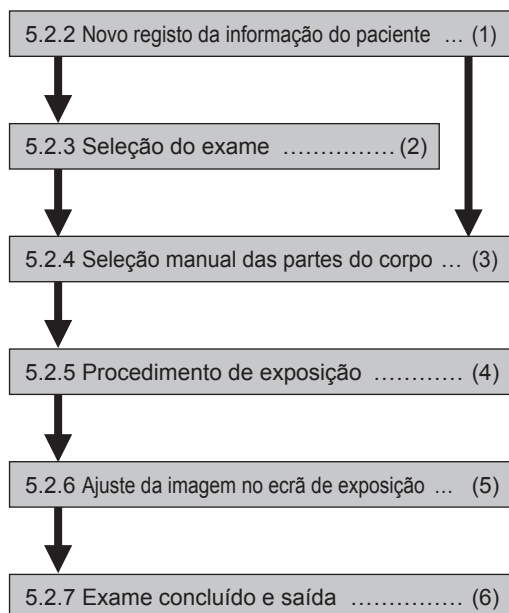 5.2.2 Novo registo da informação do paciente … (1)
5.2.3 Seleção do exame …………… (2)
5.2.4 Seleção manual das partes do corpo … (3)
5.2.5 Procedimento de exposição ………… (4)
5.2.6 Ajuste da imagem no ecrã de exposição … (5)
5.2.7 Exame concluído e saída …………… (6)